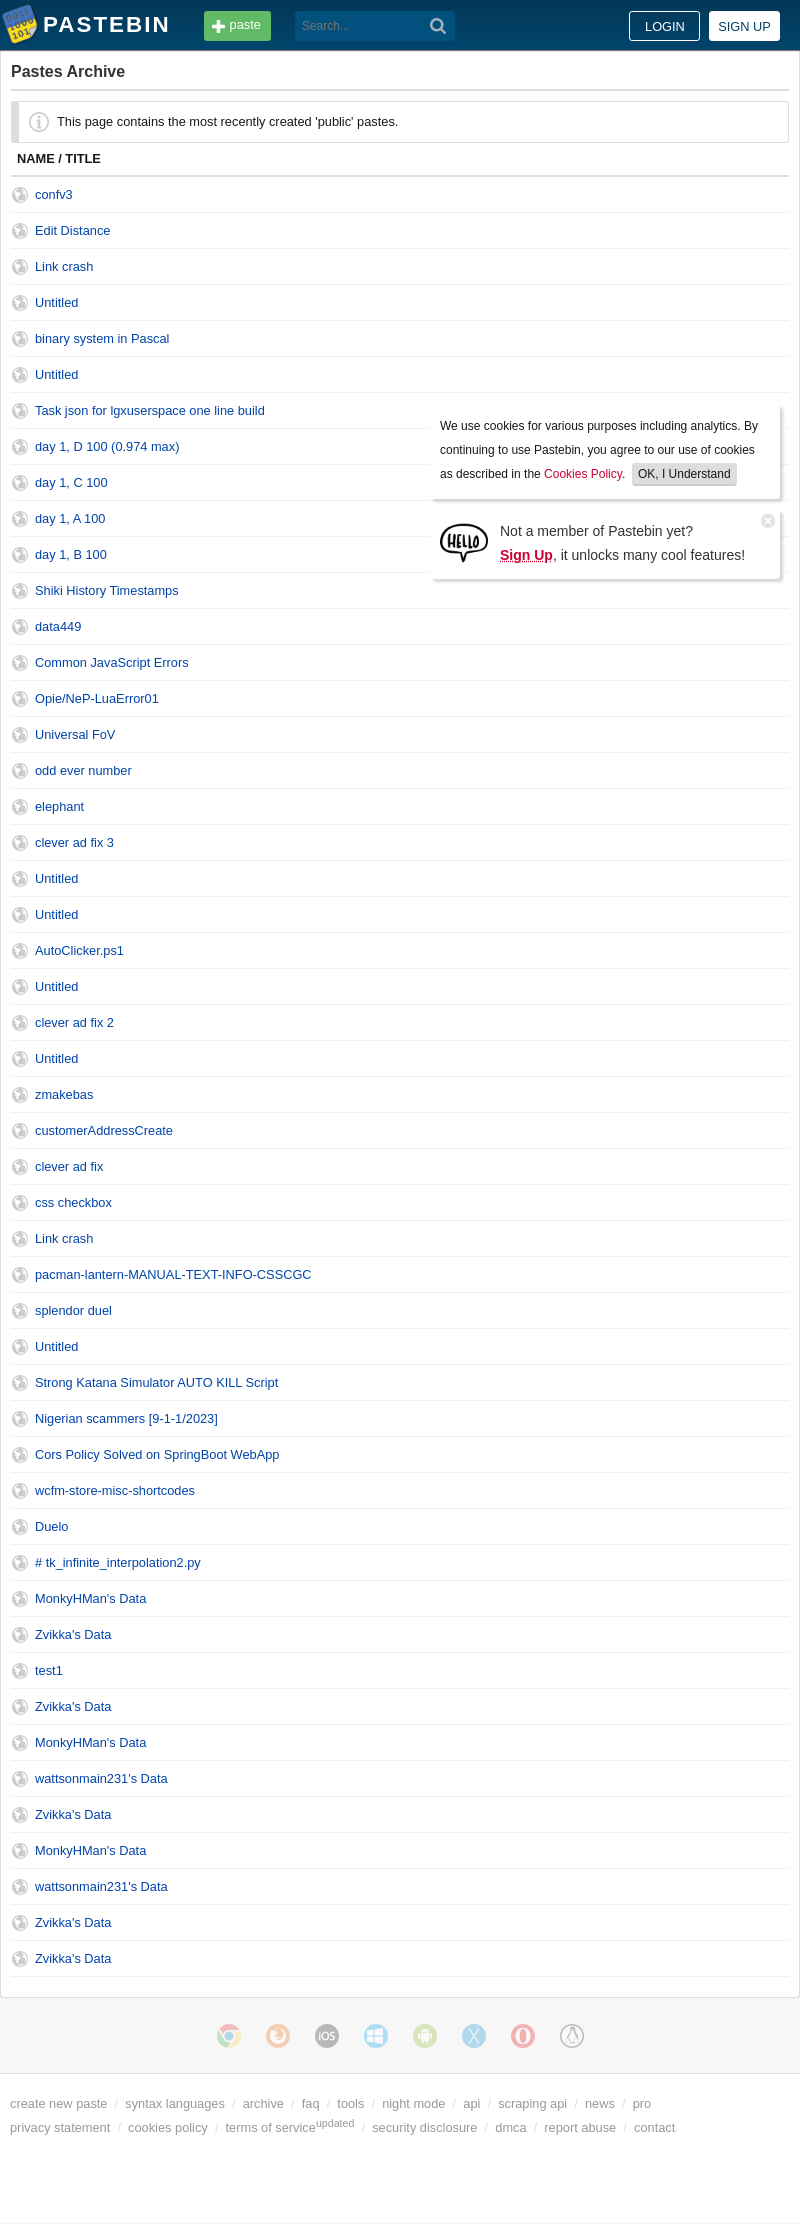 PASTEBIN paste Search... LOGIN SIGN UP
Pastes Archive
This page contains the most recently created 'public' pastes.
NAME / TITLE
confv3
Edit Distance
Link crash
Untitled
binary system in Pascal
Untitled
Task json for lgxuserspace one line build
We use cookies for various purposes including analytics. By
continuing to use Pastebin, you agree to our use of cookies
as described in the Cookies Policy. OK, I Understand
day 1, D 100 (0.974 max)
day 1, C 100
day 1, A 100
HELLO
Not a member of Pastebin yet?
Sign Up, it unlocks many cool features!
day 1, B 100
Shiki History Timestamps
data449
Common JavaScript Errors
Opie/NeP-LuaError01
Universal FoV
odd ever number
elephant
clever ad fix 3
Untitled
Untitled
AutoClicker.ps1
Untitled
clever ad fix 2
Untitled
zmakebas
customerAddressCreate
clever ad fix
css checkbox
Link crash
pacman-lantern-MANUAL-TEXT-INFO-CSSCGC
splendor duel
Untitled
Strong Katana Simulator AUTO KILL Script
Nigerian scammers [9-1-1/2023]
Cors Policy Solved on SpringBoot WebApp
wcfm-store-misc-shortcodes
Duelo
# tk_infinite_interpolation2.py
MonkyHMan's Data
Zvikka's Data
test1
Zvikka's Data
MonkyHMan's Data
wattsonmain231's Data
Zvikka's Data
MonkyHMan's Data
wattsonmain231's Data
Zvikka's Data
Zvikka's Data
iOS
create new paste / syntax languages / archive / faq / tools / night mode / api / scraping api / news / pro
privacy statement / cookies policy / terms of service updated / security disclosure / dmca / report abuse / contact